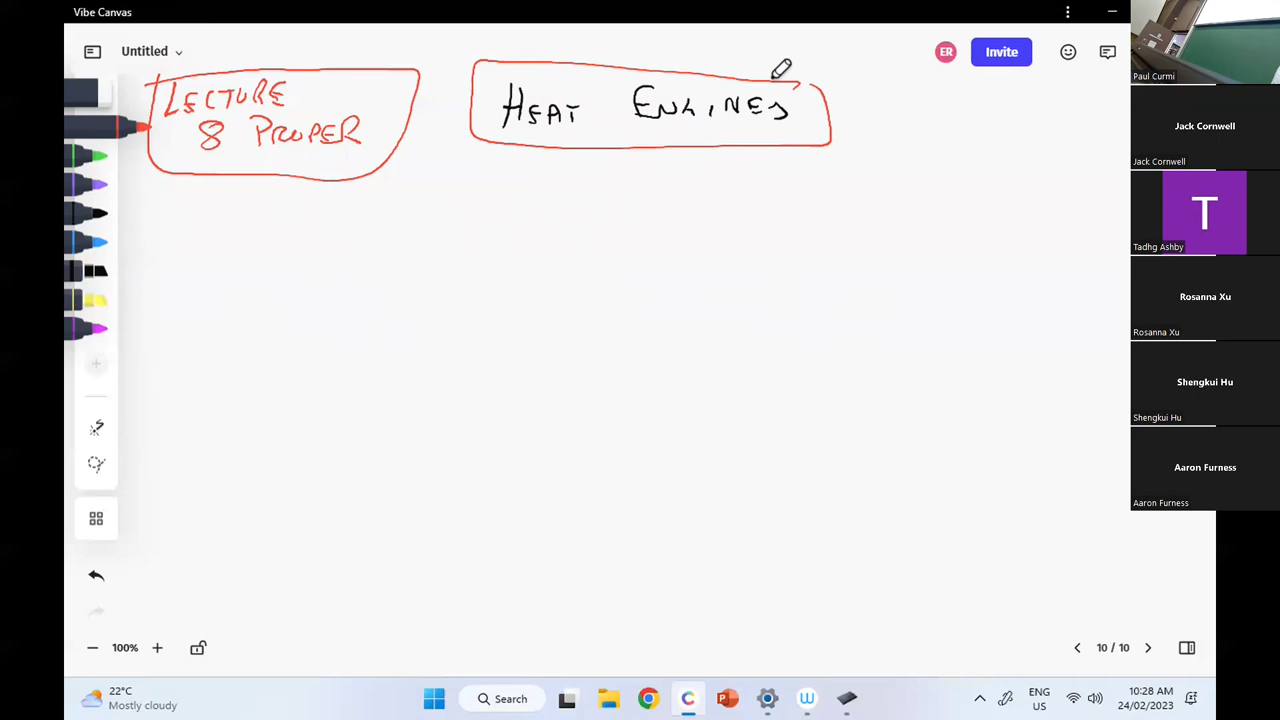 Vibe Canvas
Untitled
ER
Invite
LECTURE
8 PROPER
HEAT ENGINES
Paul Curmi
Jack Cornwell
Jack Cornwell
T
Tadhg Ashby
Rosanna Xu
Rosanna Xu
Shengkui Hu
Shengkui Hu
Aaron Furness
Aaron Furness
100%
10 / 10
22°C
Mostly cloudy
Search
ENG
US
10:28 AM
24/02/2023